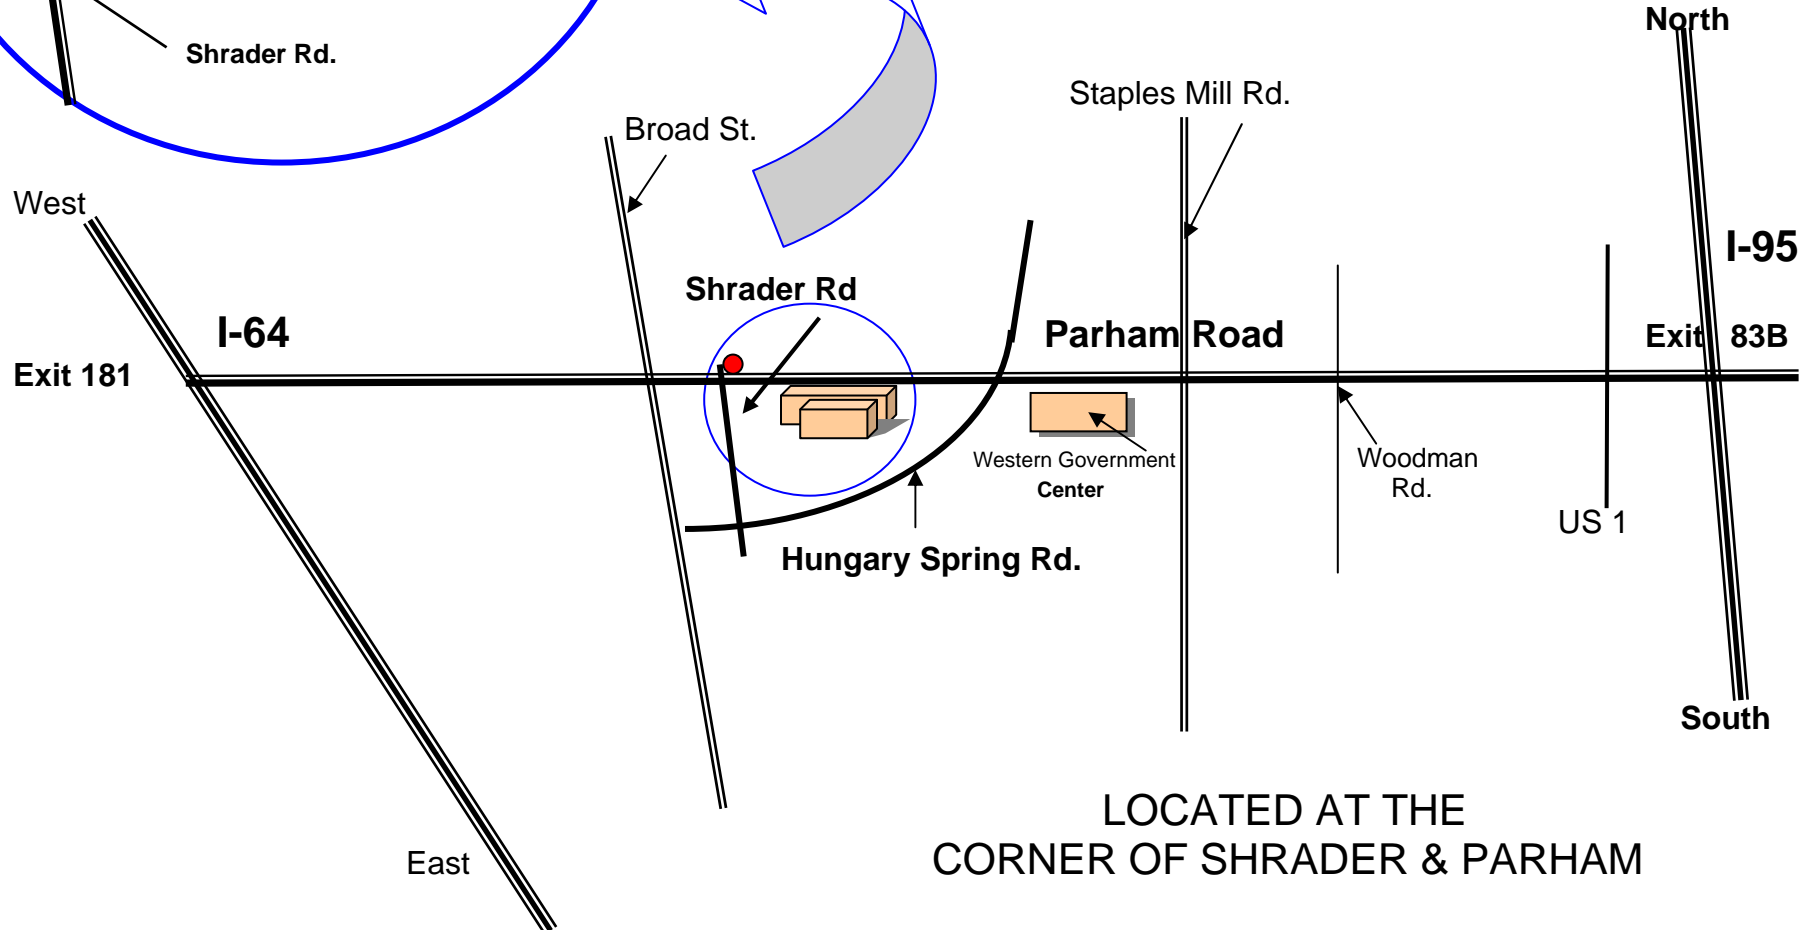 North
Shrader Rd.
Staples Mill Rd.
Broad St.
West
I-95
Shrader Rd
I-64
Parham Road
Exit 83B
Exit 181
Western Government
Center
Woodman
Rd.
US 1
Hungary Spring Rd.
South
LOCATED AT THE
CORNER OF SHRADER & PARHAM
East